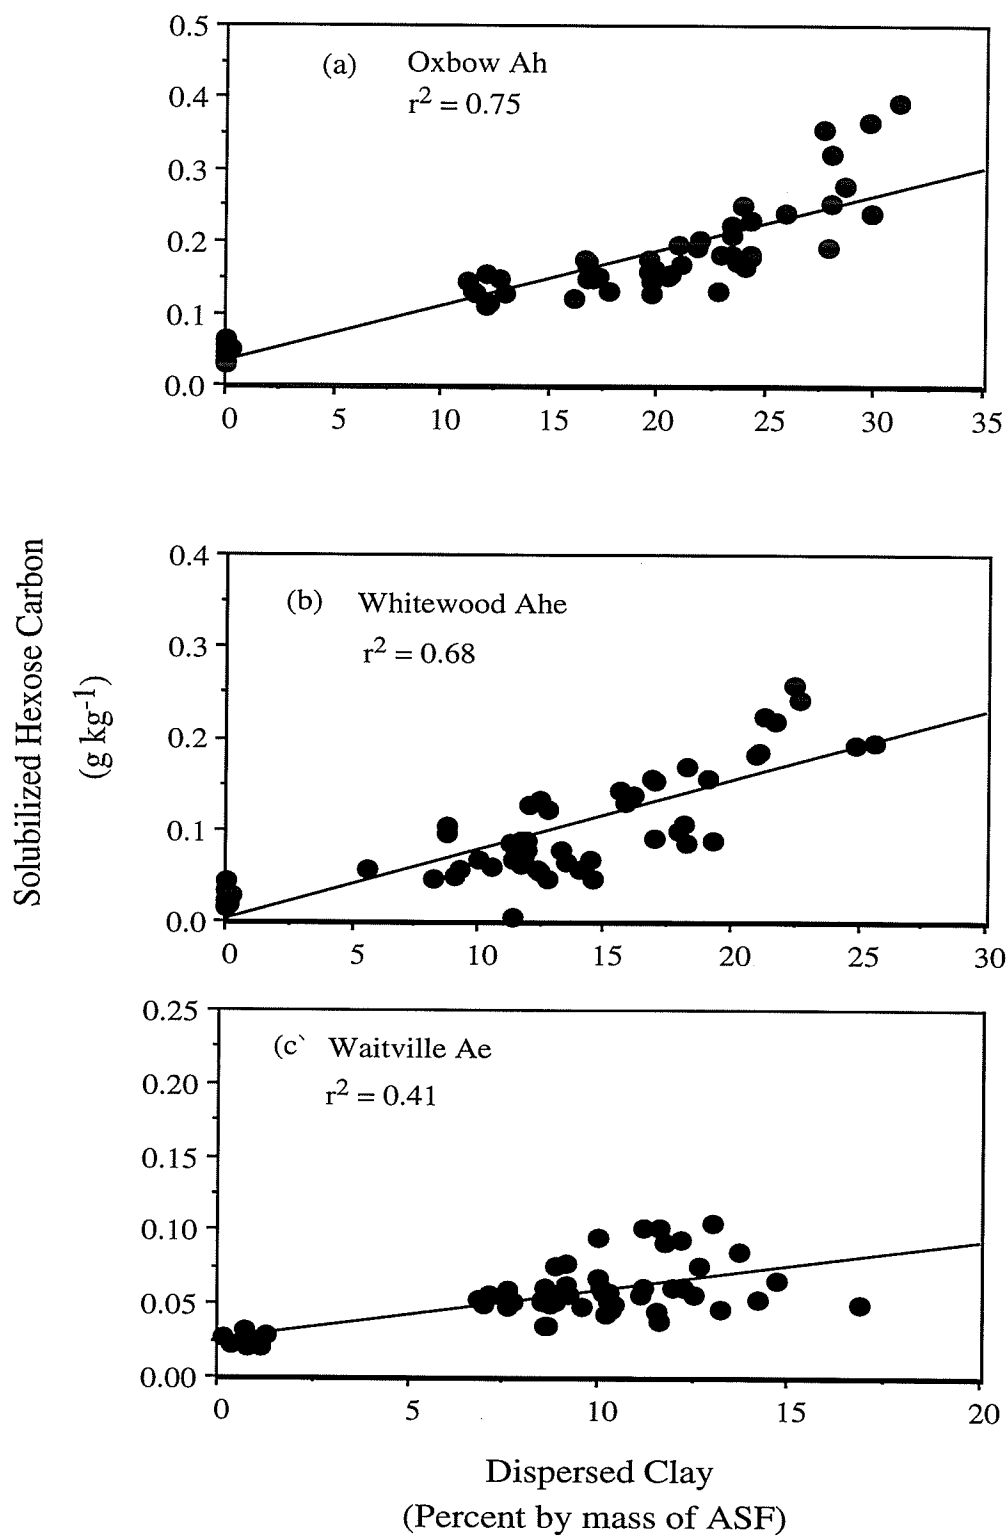 0.5
(a) Oxbow Ah
r² = 0.75
0.4
0.3
0.2
0.1
0.0
0 5 10 15 20 25 30 35
Solubilized Hexose Carbon
(g kg⁻¹)
0.4
(b) Whitewood Ahe
r² = 0.68
0.3
0.2
0.1
0.0
0 5 10 15 20 25 30
0.25
(c` Waitville Ae
r² = 0.41
0.20
0.15
0.10
0.05
0.00
0 5 10 15 20
Dispersed Clay
(Percent by mass of ASF)